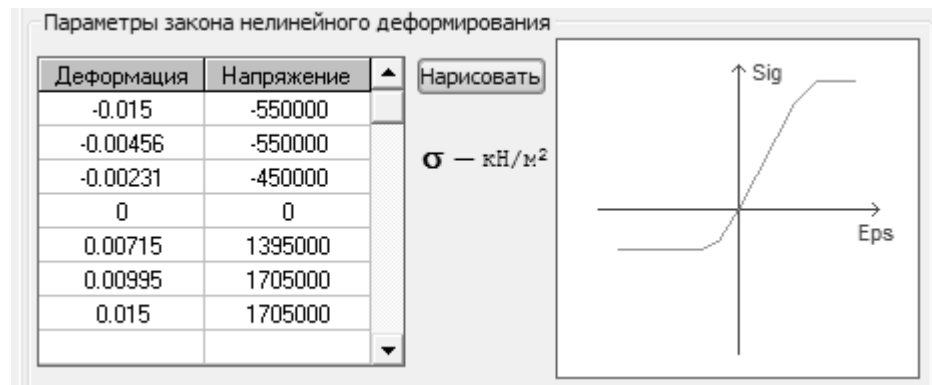 Параметры закона нелинейного деформирования
Деформация Напряжение
-0.015 -550000
-0.00456 -550000
-0.00231 -450000
0 0
0.00715 1395000
0.00995 1705000
0.015 1705000
Нарисовать
σ – кН/м²
Sig
Eps